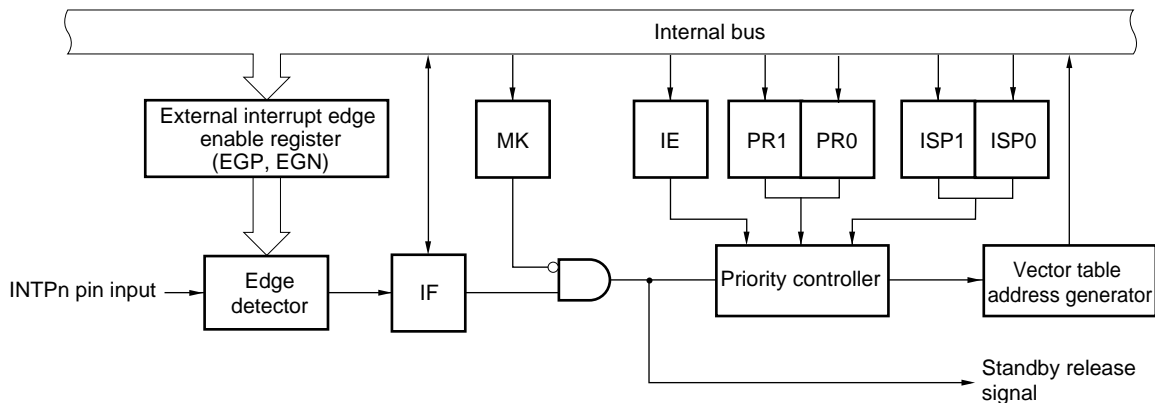 Internal bus
External interrupt edge
enable register
(EGP, EGN)
MK
IE
PR1
PR0
ISP1
ISP0
INTPn pin input
Edge
detector
IF
Priority controller
Vector table
address generator
Standby release
signal